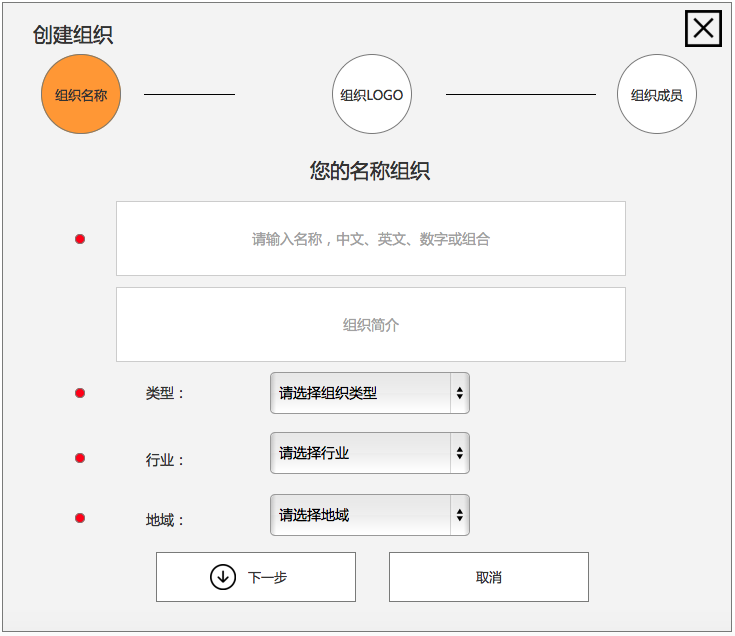 创建组织
组织名称 组织LOGO 组织成员
您的名称组织
请输入名称，中文、英文、数字或组合
组织简介
类型： 请选择组织类型
行业： 请选择行业
地域： 请选择地域
下一步 取消